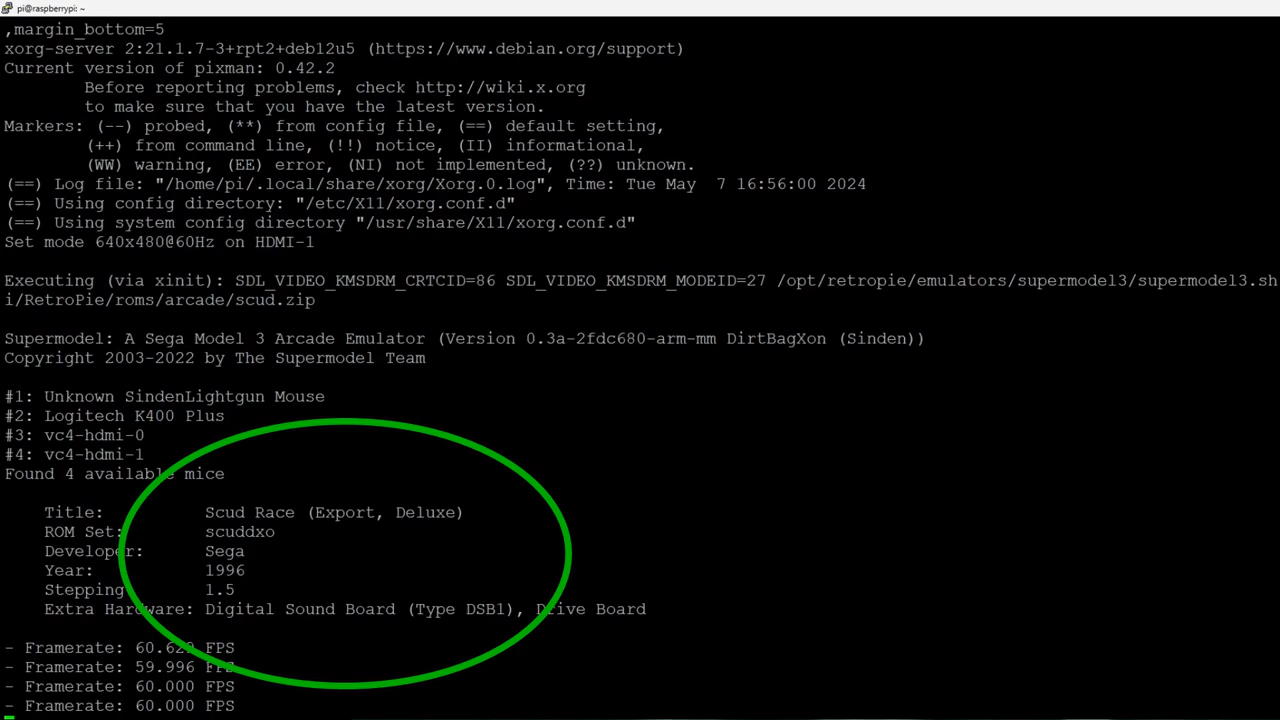 pi@raspberrypi: ~
,margin_bottom=5
xorg-server 2:21.1.7-3+rpt2+deb12u5 (https://www.debian.org/support)
Current version of pixman: 0.42.2
Before reporting problems, check http://wiki.x.org
to make sure that you have the latest version.
Markers: (--) probed, (**) from config file, (==) default setting,
(++) from command line, (!!) notice, (II) informational,
(WW) warning, (EE) error, (NI) not implemented, (??) unknown.
(==) Log file: "/home/pi/.local/share/xorg/Xorg.0.log", Time: Tue May  7 16:56:00 2024
(==) Using config directory: "/etc/X11/xorg.conf.d"
(==) Using system config directory "/usr/share/X11/xorg.conf.d"
Set mode 640x480@60Hz on HDMI-1
Executing (via xinit): SDL_VIDEO_KMSDRM_CRTCID=86 SDL_VIDEO_KMSDRM_MODEID=27 /opt/retropie/emulators/supermodel3/supermodel3.sh
i/RetroPie/roms/arcade/scud.zip
Supermodel: A Sega Model 3 Arcade Emulator (Version 0.3a-2fdc680-arm-mm DirtBagXon (Sinden))
Copyright 2003-2022 by The Supermodel Team
#1: Unknown SindenLightgun Mouse
#2: Logitech K400 Plus
#3: vc4-hdmi-0
#4: vc4-hdmi-1
Found 4 available mice
Title: Scud Race (Export, Deluxe)
ROM Set: scuddxo
Developer: Sega
Year: 1996
Stepping 1.5
Extra Hardware: Digital Sound Board (Type DSB1), Drive Board
- Framerate: 60.629 FPS
- Framerate: 59.996 FPS
- Framerate: 60.000 FPS
- Framerate: 60.000 FPS